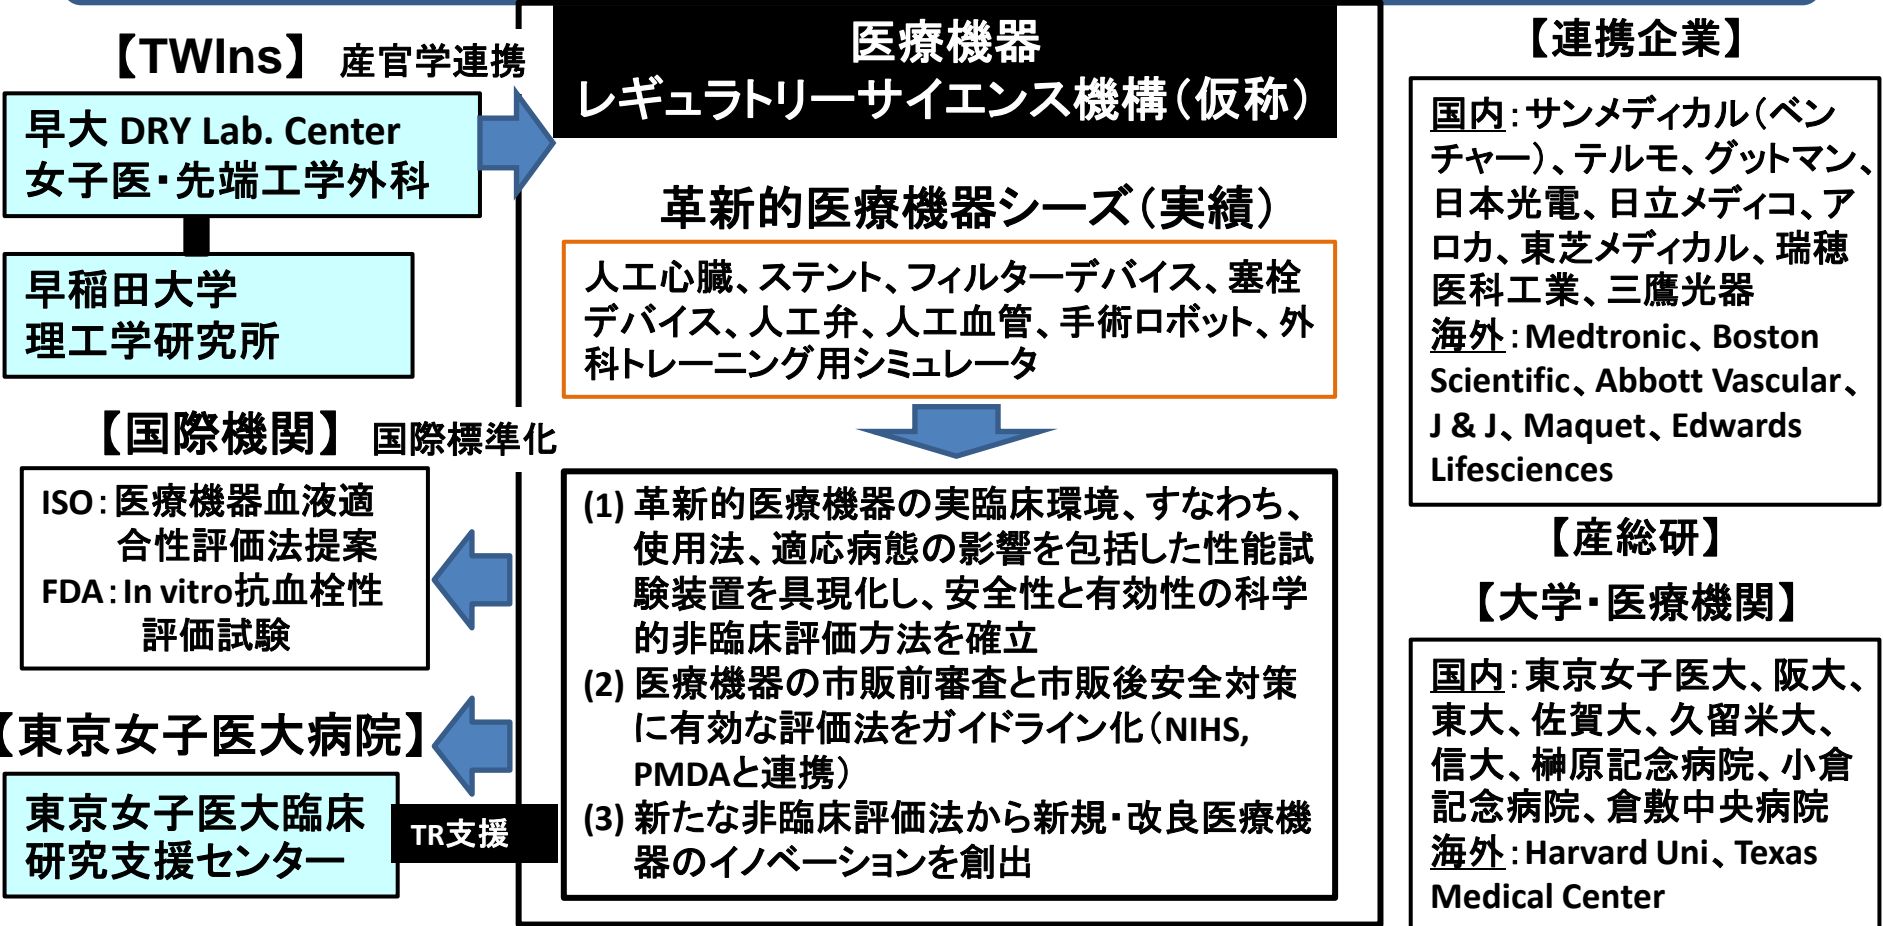 【TWIns】 産官学連携
早大 DRY Lab. Center
女子医・先端工学外科
早稲田大学
理工学研究所
【国際機関】 国際標準化
ISO：医療機器血液適
合性評価法提案
FDA：In vitro抗血栓性
評価試験
【東京女子医大病院】
東京女子医大臨床
研究支援センター
TR支援
医療機器
レギュラトリーサイエンス機構（仮称）
革新的医療機器シーズ（実績）
人工心臓、ステント、フィルターデバイス、塞栓
デバイス、人工弁、人工血管、手術ロボット、外
科トレーニング用シミュレータ
(1) 革新的医療機器の実臨床環境、すなわち、
使用法、適応病態の影響を包括した性能試
験装置を具現化し、安全性と有効性の科学
的非臨床評価方法を確立
(2) 医療機器の市販前審査と市販後安全対策
に有効な評価法をガイドライン化（NIHS,
PMDAと連携）
(3) 新たな非臨床評価法から新規・改良医療機
器のイノベーションを創出
【連携企業】
国内：サンメディカル（ベン
チャー）、テルモ、グットマン、
日本光電、日立メディコ、ア
ロカ、東芝メディカル、瑞穂
医科工業、三鷹光器
海外：Medtronic、Boston
Scientific、Abbott Vascular、
J & J、Maquet、Edwards
Lifesciences
【産総研】
【大学・医療機関】
国内：東京女子医大、阪大、
東大、佐賀大、久留米大、
信大、榊原記念病院、小倉
記念病院、倉敷中央病院
海外：Harvard Uni、Texas
Medical Center